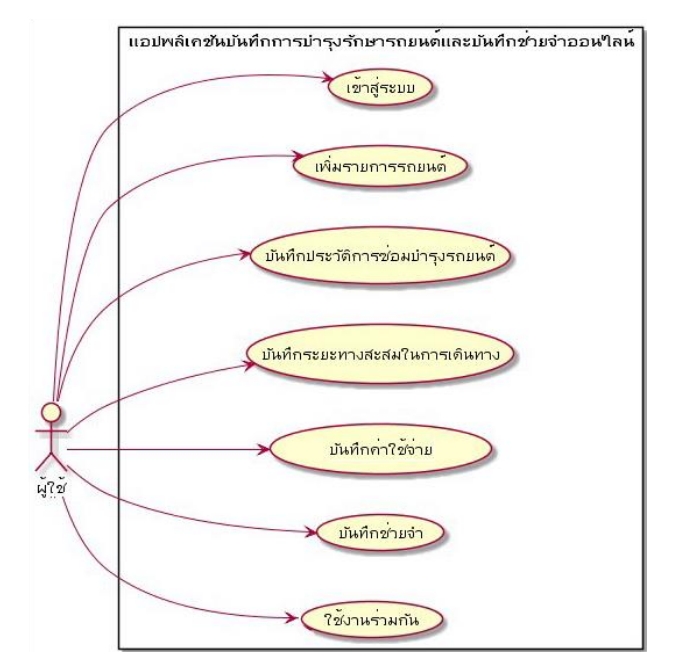 แอปพลิเคชันบันทึกการบำรุงรักษารถยนต์และบันทึกช่วยจำออนไลน์
เข้าสู่ระบบ
เพิ่มรายการรถยนต์
บันทึกประวัติการซ่อมบำรุงรถยนต์
บันทึกระยะทางสะสมในการเดินทาง
บันทึกค่าใช้จ่าย
ผู้ใช้
บันทึกช่วยจำ
ใช้งานร่วมกัน